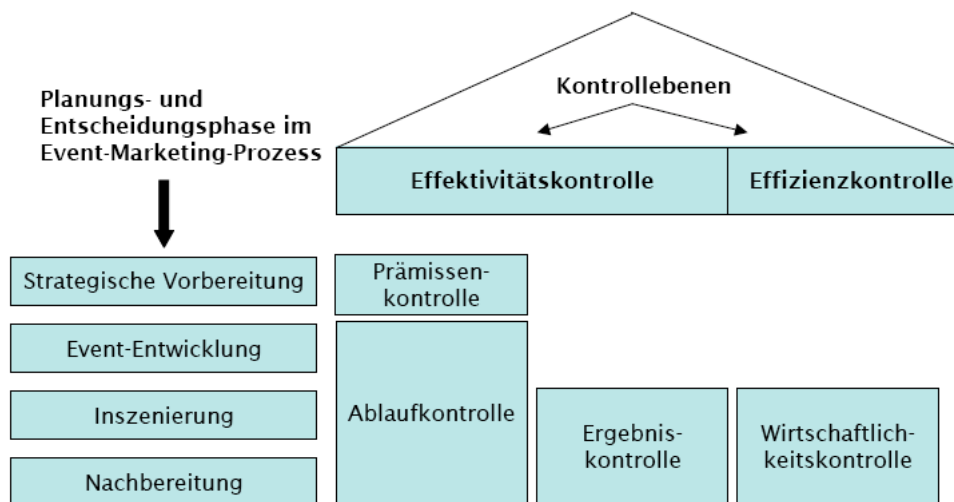 Planungs- und
Entscheidungsphase im
Event-Marketing-Prozess
Kontrollebenen
Effektivitätskontrolle
Effizienzkontrolle
Strategische Vorbereitung
Event-Entwicklung
Inszenierung
Nachbereitung
Prämissen-
kontrolle
Ablaufkontrolle
Ergebnis-
kontrolle
Wirtschaftlich-
keitskontrolle